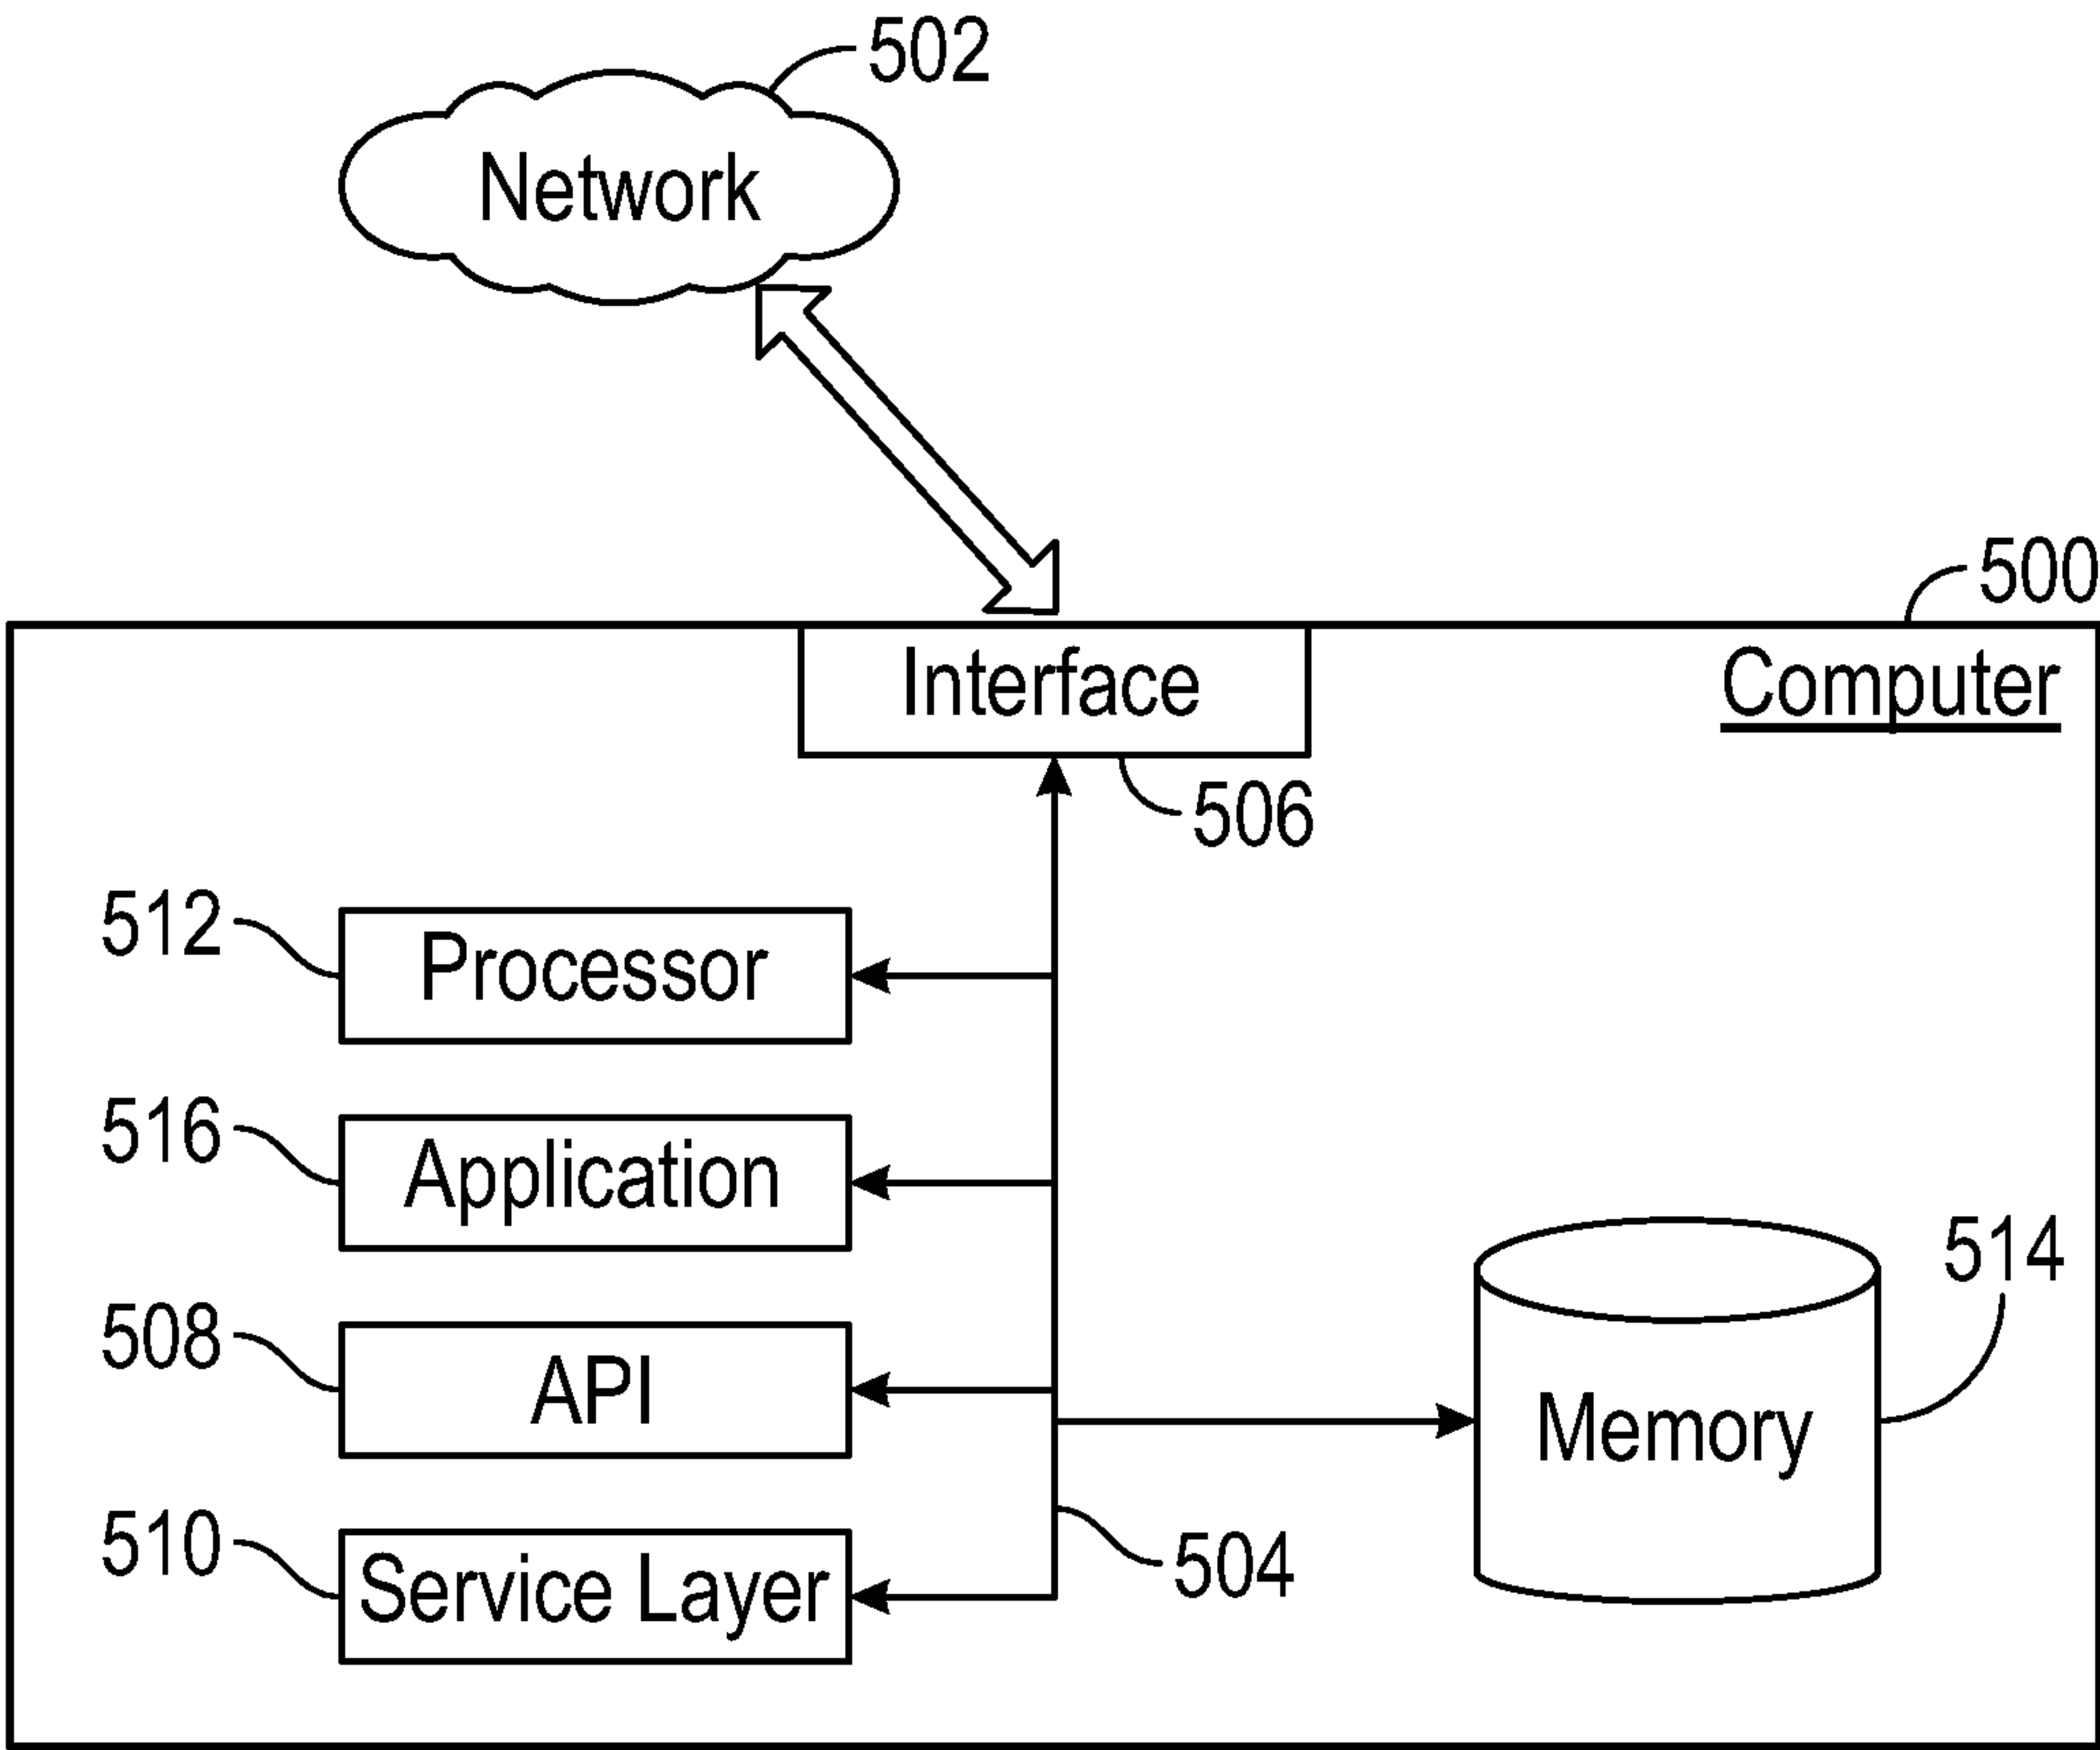 502
Network
500
Interface
Computer
506
512
Processor
516
Application
514
508
API
Memory
510
Service Layer
504